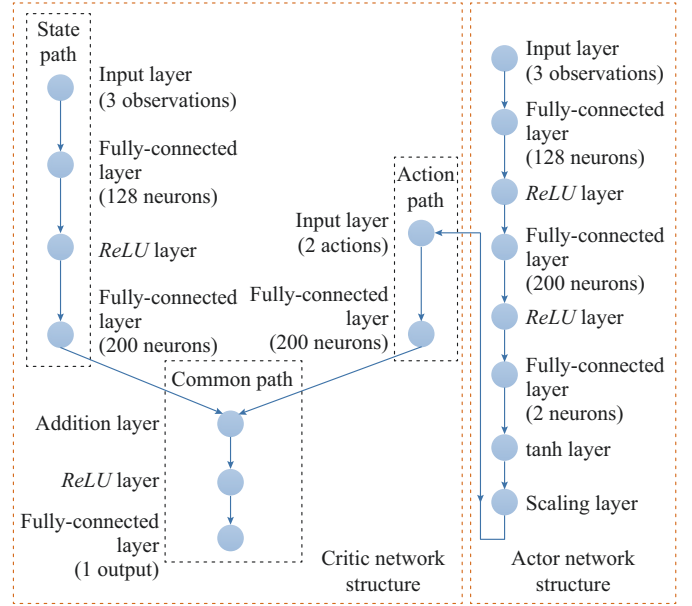 State
path
Input layer
(3 observations)
Fully-connected
layer
(128 neurons)
ReLU layer
Fully-connected
layer
(200 neurons)
Action
path
Input layer
(2 actions)
Fully-connected
layer
(200 neurons)
Common path
Addition layer
ReLU layer
Fully-connected
layer
(1 output)
Critic network
structure
Input layer
(3 observations)
Fully-connected
layer
(128 neurons)
ReLU layer
Fully-connected
layer
(200 neurons)
ReLU layer
Fully-connected
layer
(2 neurons)
tanh layer
Scaling layer
Actor network
structure